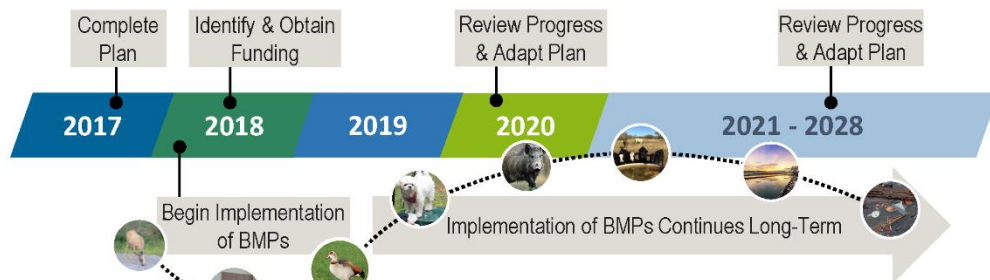 Complete
Plan
Identify & Obtain
Funding
Review Progress
& Adapt Plan
Review Progress
& Adapt Plan
2017
2018
2019
2020
2021 - 2028
Begin Implementation
of BMPs
Implementation of BMPs Continues Long-Term